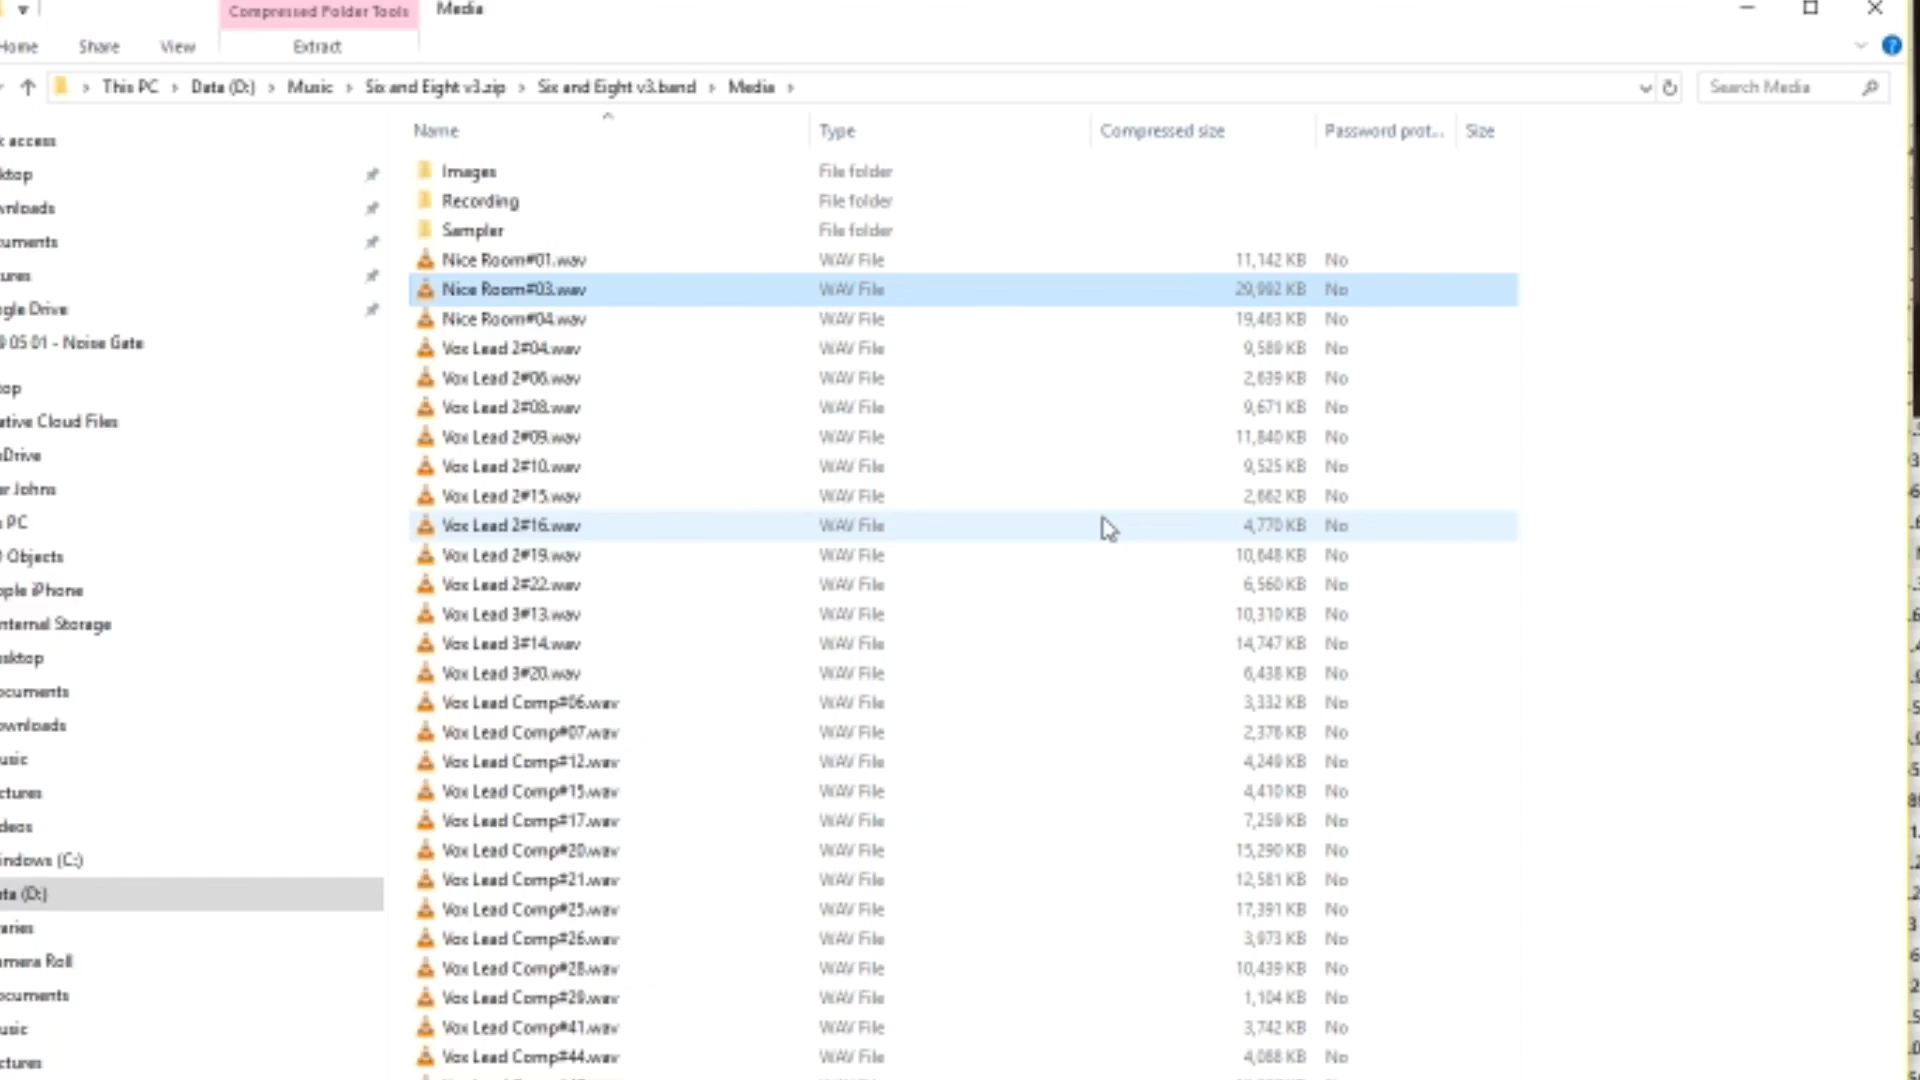 Compressed Folder Tools Media
Home Share View Extract
This PC Data (D:) Music Six and Eight v3.zip Six and Eight v3.band Media Search Media
Name Type Compressed size Password prot... Size
k access
ktop
wnloads
cuments
ures
gle Drive
05 01 - Noise Gate
top
ative Cloud Files
Drive
er Johns
PC
Objects
pple iPhone
nternal Storage
esktop
ocuments
ownloads
usic
ctures
deos
indows (C:)
ata (D:)
raries
amera Roll
ocuments
usic
ctures
Images File folder
Recording File folder
Sampler File folder
Nice Room#01.wav WAV File 11,142 KB No
Nice Room#03.wav WAV File 29,992 KB No
Nice Room#04.wav WAV File 19,463 KB No
Vox Lead 2#04.wav WAV File 9,589 KB No
Vox Lead 2#06.wav WAV File 2,639 KB No
Vox Lead 2#08.wav WAV File 9,671 KB No
Vox Lead 2#09.wav WAV File 11,840 KB No
Vox Lead 2#10.wav WAV File 9,525 KB No
Vox Lead 2#15.wav WAV File 2,662 KB No
Vox Lead 2#16.wav WAV File 4,770 KB No
Vox Lead 2#19.wav WAV File 10,648 KB No
Vox Lead 2#22.wav WAV File 6,560 KB No
Vox Lead 3#13.wav WAV File 10,310 KB No
Vox Lead 3#14.wav WAV File 14,747 KB No
Vox Lead 3#20.wav WAV File 6,438 KB No
Vox Lead Comp#06.wav WAV File 3,332 KB No
Vox Lead Comp#07.wav WAV File 2,376 KB No
Vox Lead Comp#12.wav WAV File 4,249 KB No
Vox Lead Comp#15.wav WAV File 4,410 KB No
Vox Lead Comp#17.wav WAV File 7,259 KB No
Vox Lead Comp#20.wav WAV File 15,290 KB No
Vox Lead Comp#21.wav WAV File 12,581 KB No
Vox Lead Comp#25.wav WAV File 17,391 KB No
Vox Lead Comp#26.wav WAV File 3,973 KB No
Vox Lead Comp#28.wav WAV File 10,439 KB No
Vox Lead Comp#29.wav WAV File 1,104 KB No
Vox Lead Comp#41.wav WAV File 3,742 KB No
Vox Lead Comp#44.wav WAV File 4,088 KB No